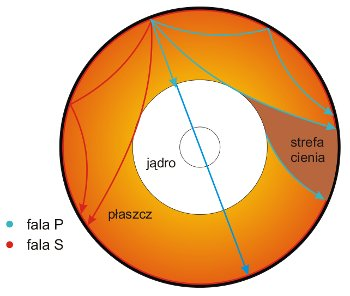 strefa
cienia
jądro
płaszcz
fala P
fala S